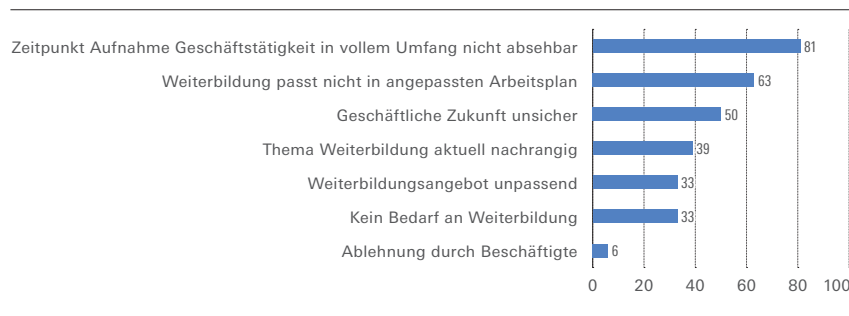 Zeitpunkt Aufnahme Geschäftstätigkeit in vollem Umfang nicht absehbar 81
Weiterbildung passt nicht in angepassten Arbeitsplan 63
Geschäftliche Zukunft unsicher 50
Thema Weiterbildung aktuell nachrangig 39
Weiterbildungsangebot unpassend 33
Kein Bedarf an Weiterbildung 33
Ablehnung durch Beschäftigte 6
0 20 40 60 80 100